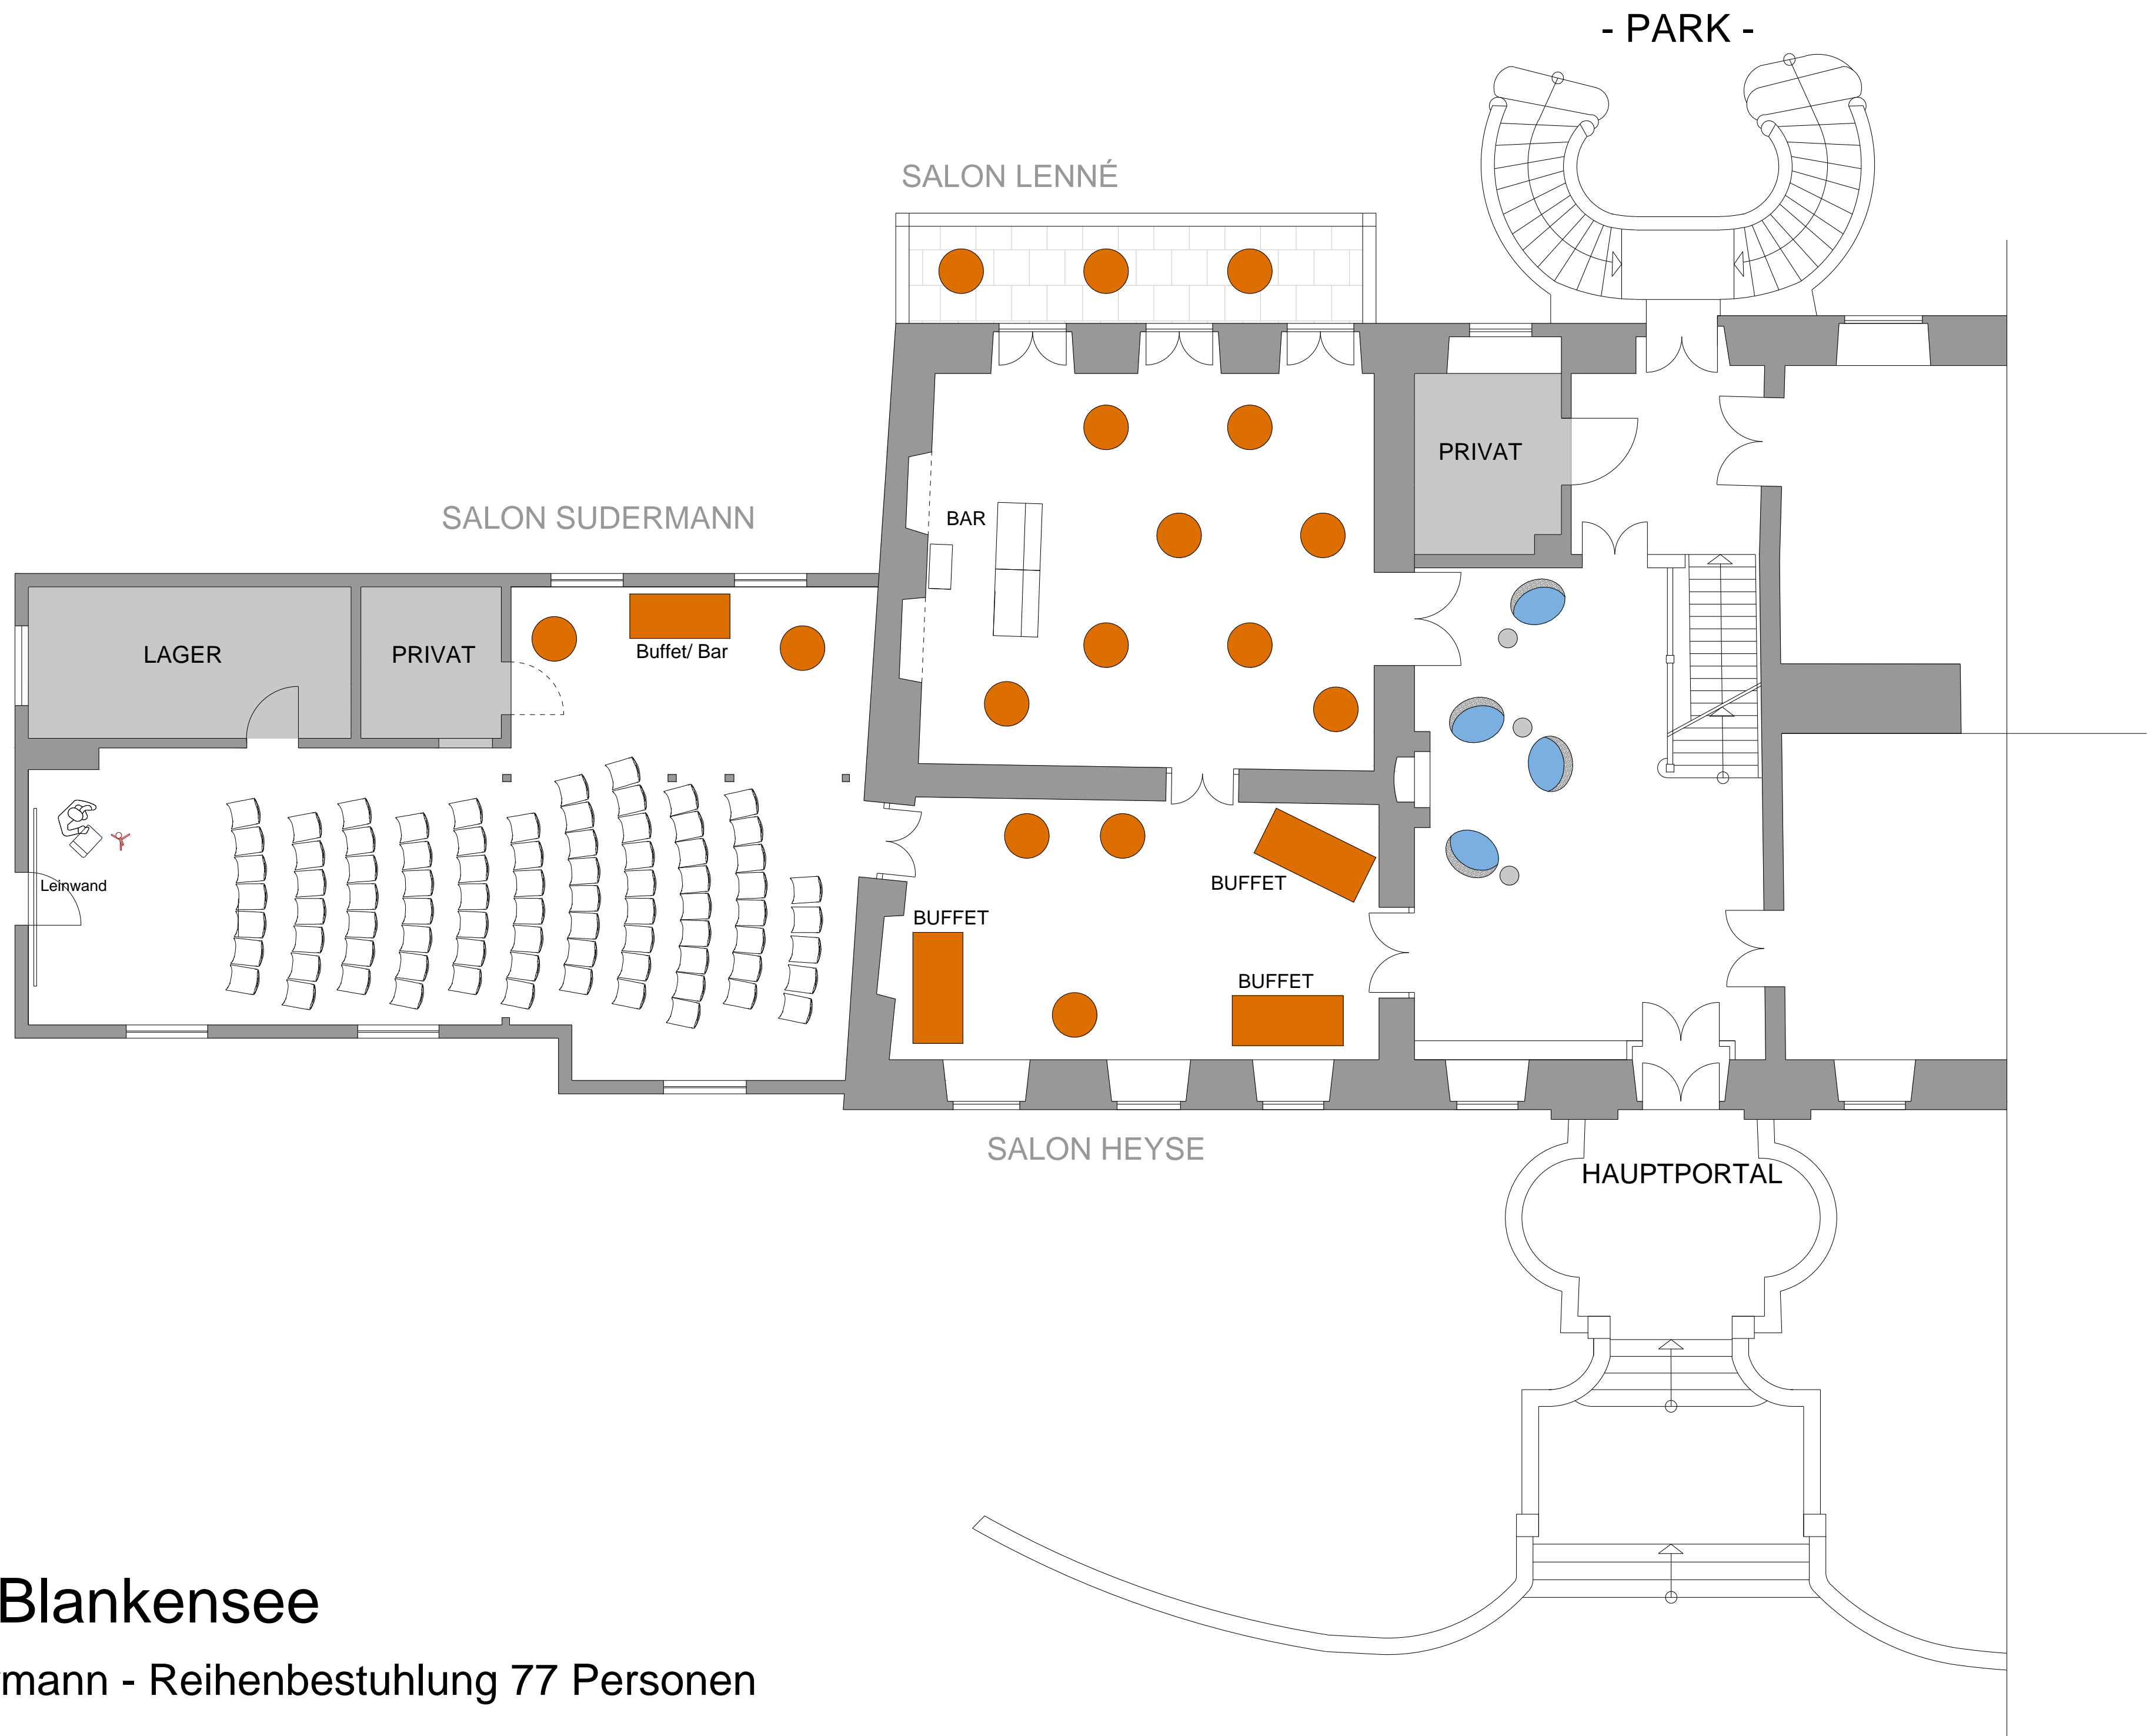 - PARK -
SALON LENNÉ
PRIVAT
SALON SUDERMANN
BAR
LAGER
PRIVAT
Buffet/ Bar
Leinwand
BUFFET
BUFFET
BUFFET
SALON HEYSE
HAUPTPORTAL
Blankensee
mann - Reihenbestuhlung 77 Personen